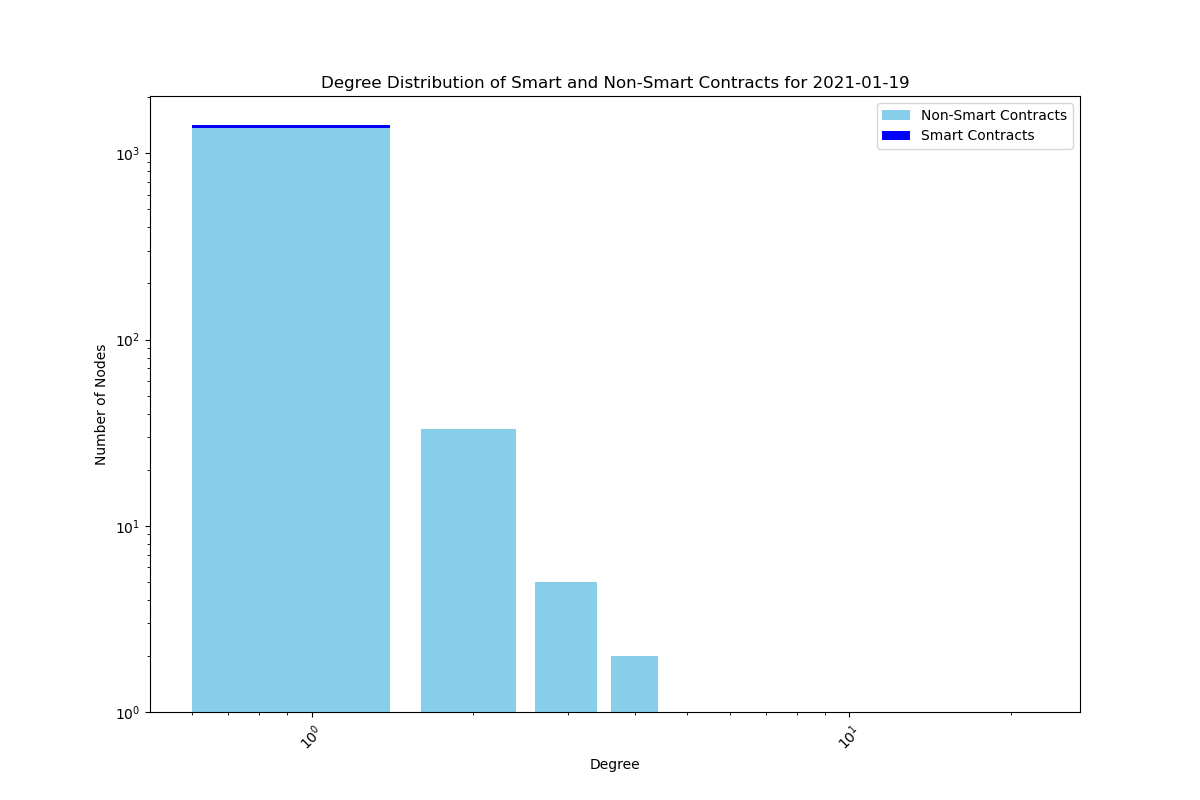 Degree Distribution of Smart and Non-Smart Contracts for 2021-01-19
Non-Smart Contracts
Smart Contracts
Number of Nodes
10³
10²
10¹
10⁰
10⁰
10¹
Degree